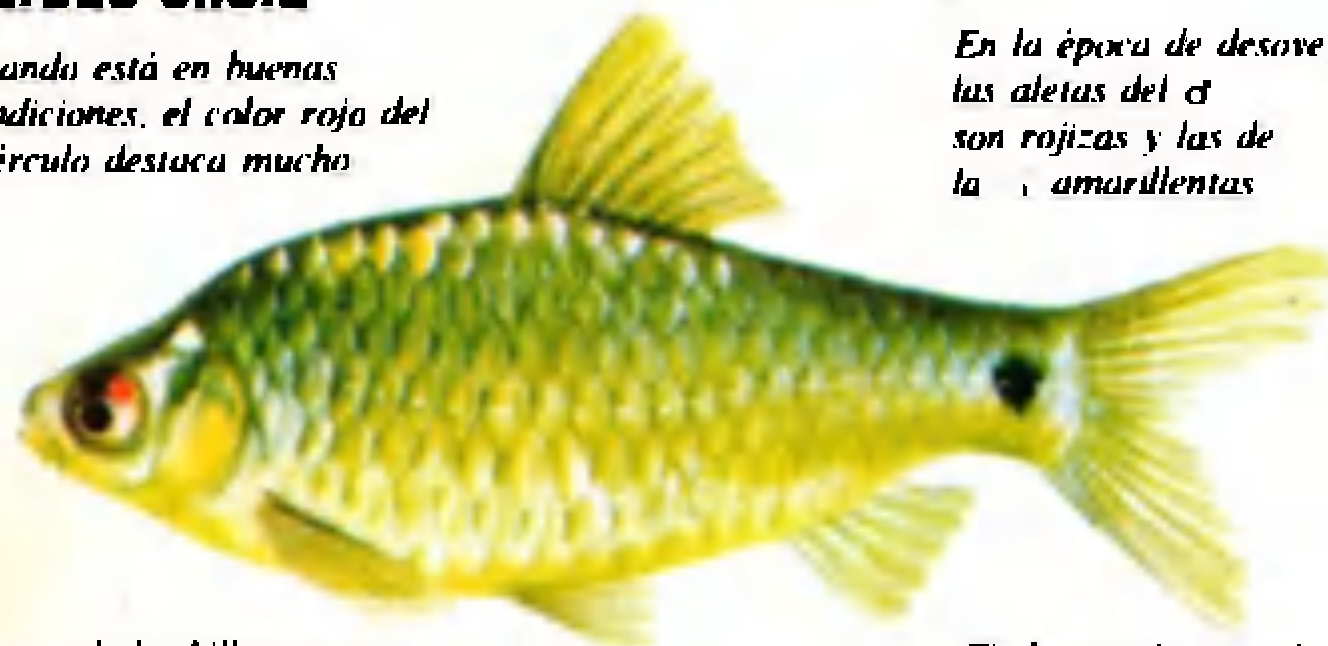 ando está en buenas
ndiciones, el color rojo del
írculo destaca mucho
En la época de desove
las aletas del ♂
son rojizas y las de
la , amarillentas